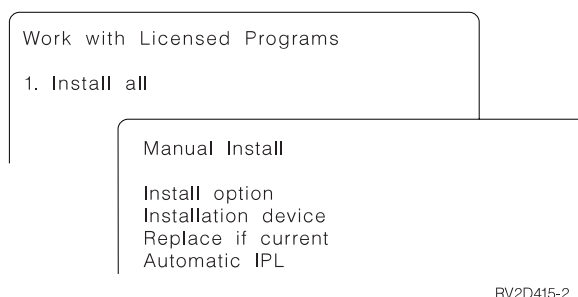 Work with Licensed Programs
1. Install all
Manual Install
Install option
Installation device
Replace if current
Automatic IPL
RV2D415-2